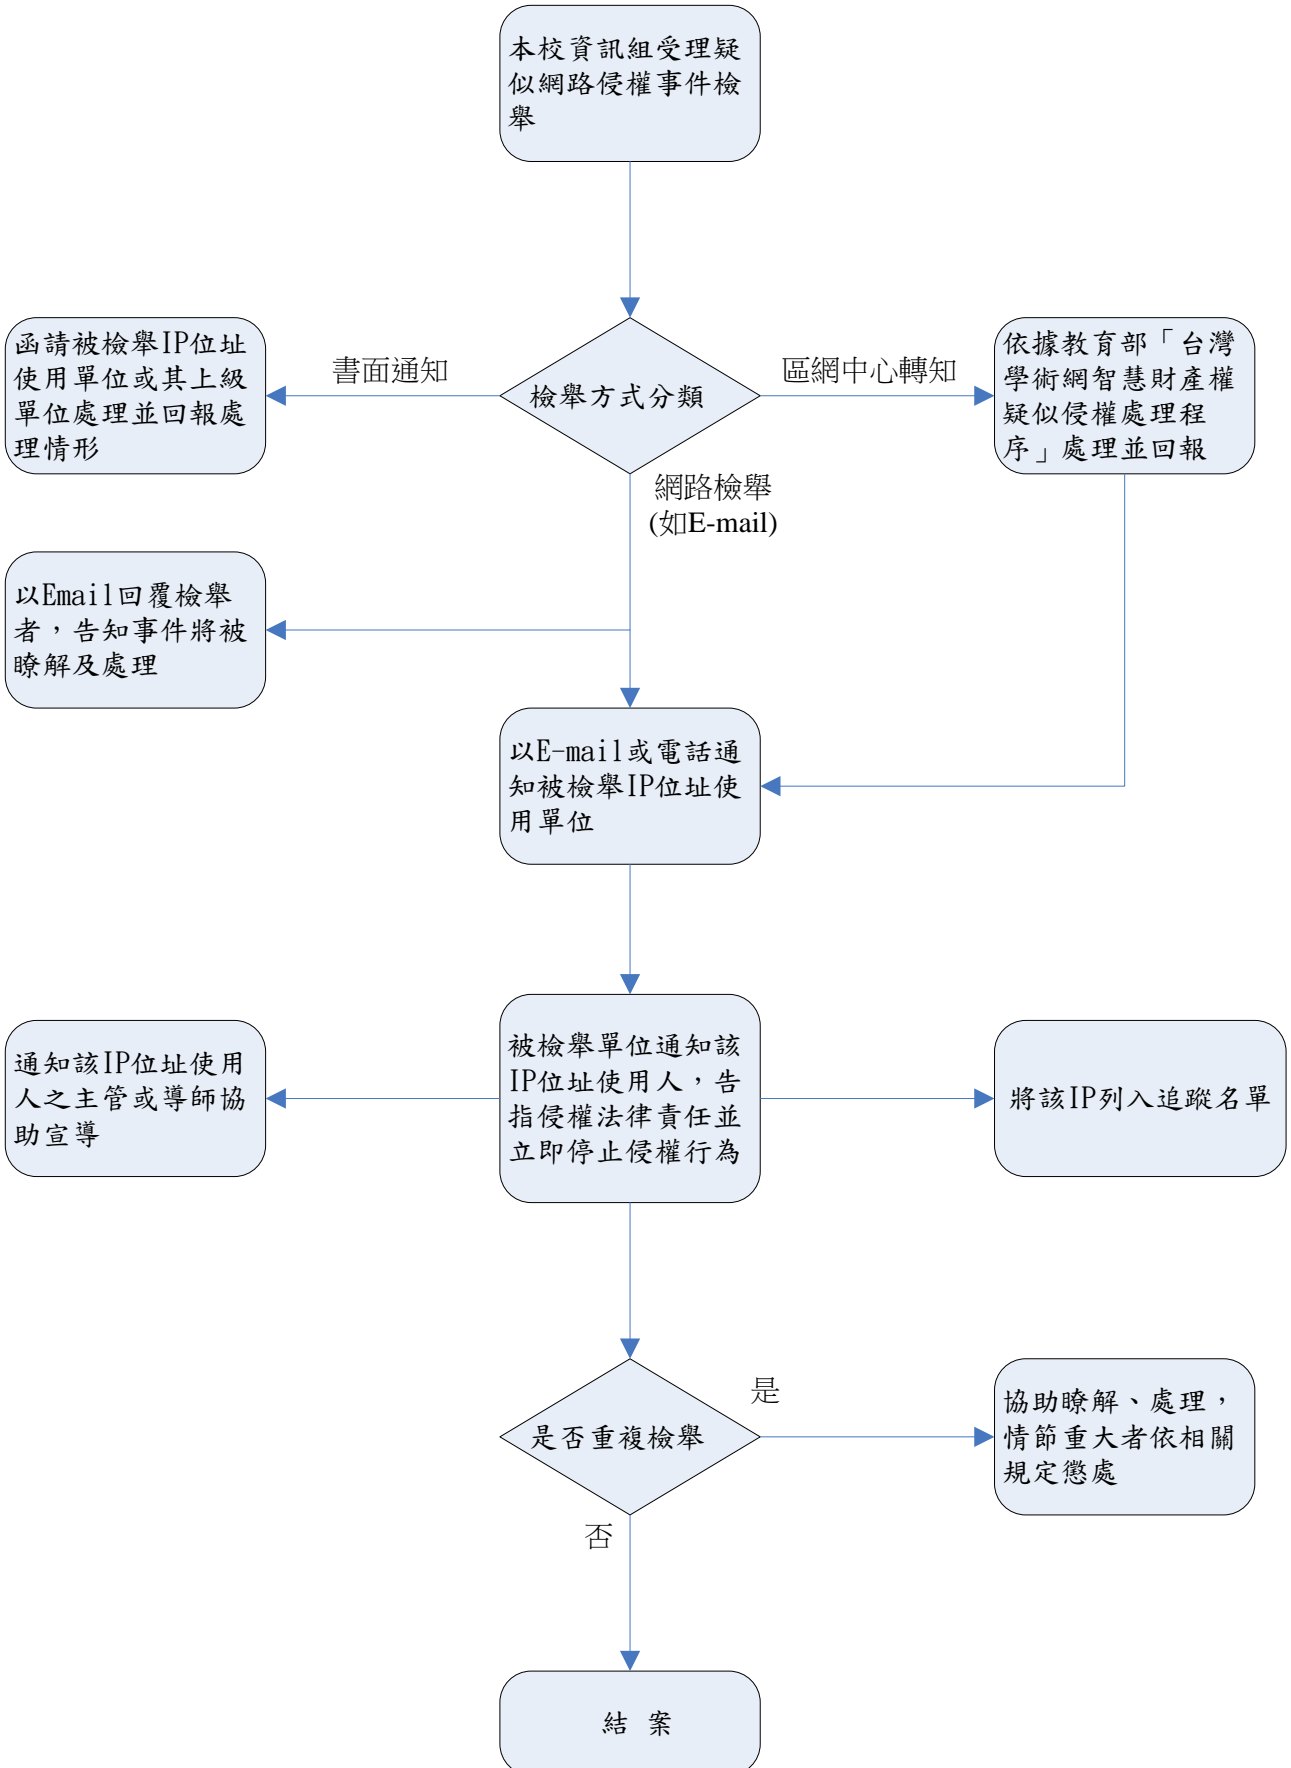 本校資訊組受理疑
似網路侵權事件檢
舉
函請被檢舉IP位址
使用單位或其上級
單位處理並回報處
理情形
書面通知
檢舉方式分類
區網中心轉知
依據教育部「台灣
學術網智慧財產權
疑似侵權處理程
序」處理並回報
網路檢舉
(如E-mail)
以Email回覆檢舉
者，告知事件將被
瞭解及處理
以E-mail或電話通
知被檢舉IP位址使
用單位
通知該IP位址使用
人之主管或導師協
助宣導
被檢舉單位通知該
IP位址使用人，告
指侵權法律責任並
立即停止侵權行為
將該IP列入追蹤名單
是否重複檢舉
是
協助瞭解、處理，
情節重大者依相關
規定懲處
否
結 案